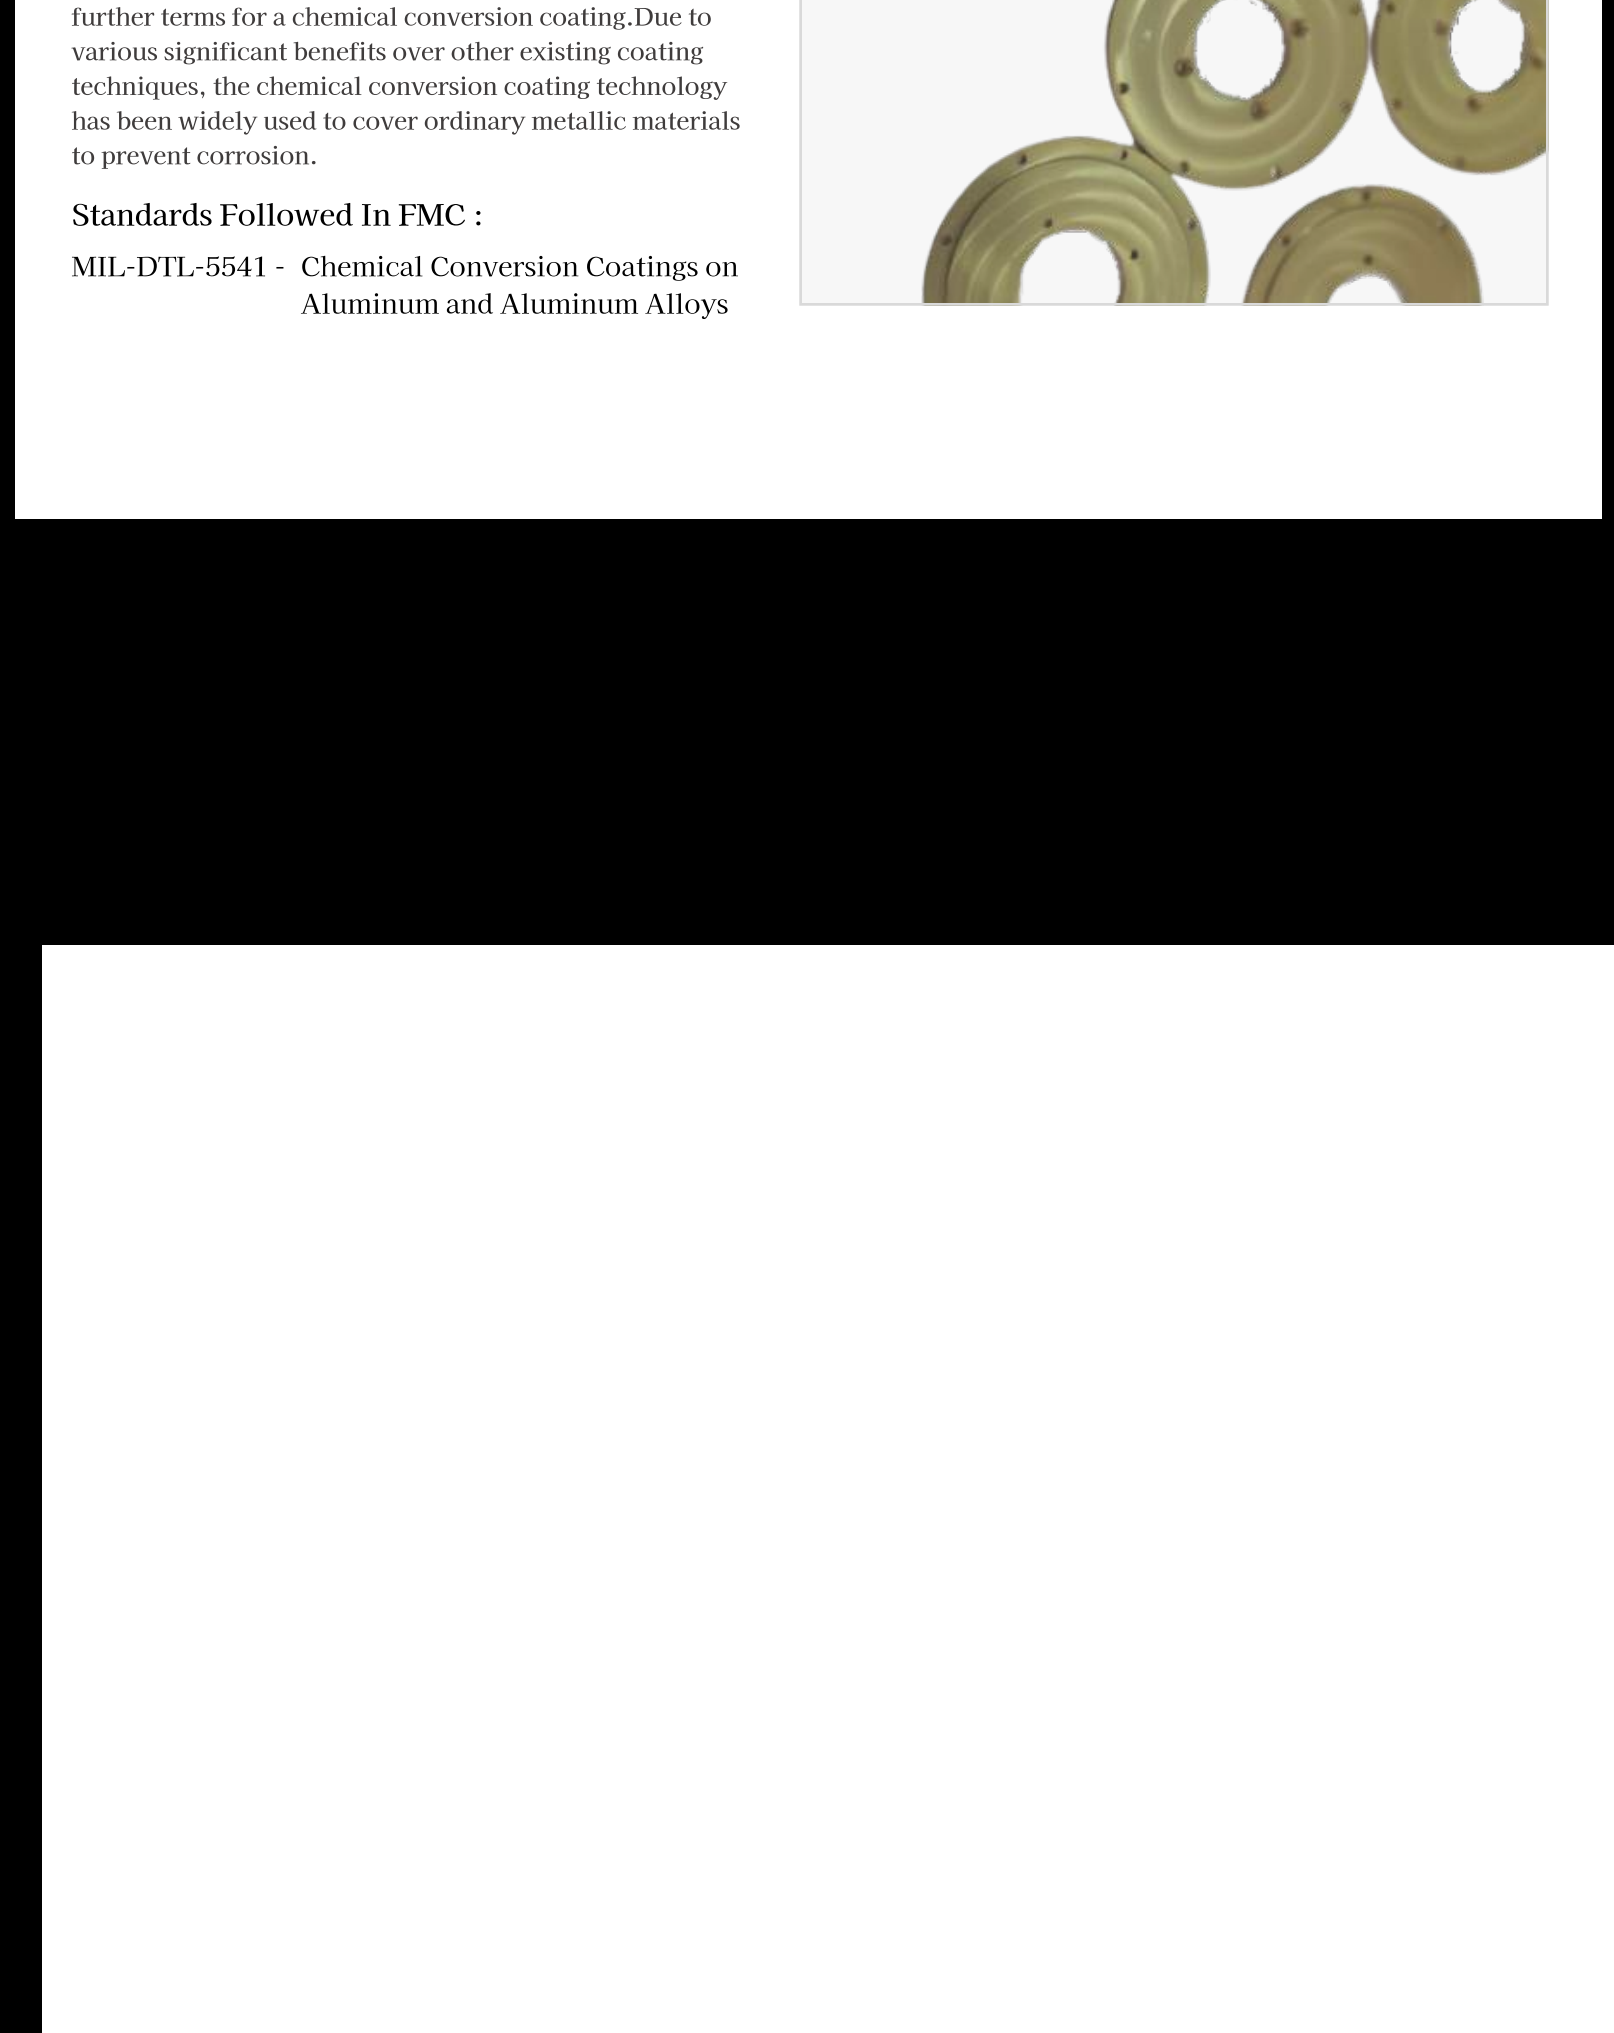 further terms for a chemical conversion coating.Due to
various significant benefits over other existing coating
techniques, the chemical conversion coating technology
has been widely used to cover ordinary metallic materials
to prevent corrosion.
Standards Followed In FMC :
MIL-DTL-5541 - Chemical Conversion Coatings on
Aluminum and Aluminum Alloys